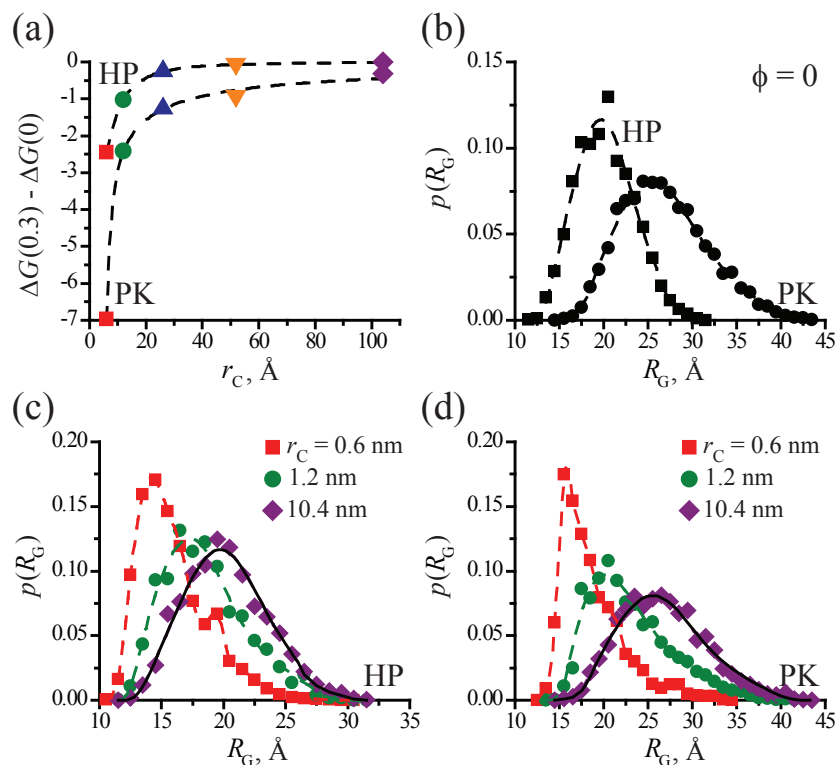 (a)
0
-1
-2
-3
-4
-5
-6
-7
HP
PK
ΔG(0.3) - ΔG(0)
0 20 40 60 80 100
r_C, Å
(b)
0.15
0.10
0.05
0.00
p(R_G)
ϕ = 0
HP
PK
10 15 20 25 30 35 40 45
R_G, Å
(c)
0.20
0.15
0.10
0.05
0.00
p(R_G)
r_C = 0.6 nm
1.2 nm
10.4 nm
HP
10 15 20 25 30 35
R_G, Å
(d)
0.20
0.15
0.10
0.05
0.00
p(R_G)
r_C = 0.6 nm
1.2 nm
10.4 nm
PK
10 15 20 25 30 35 40 45
R_G, Å